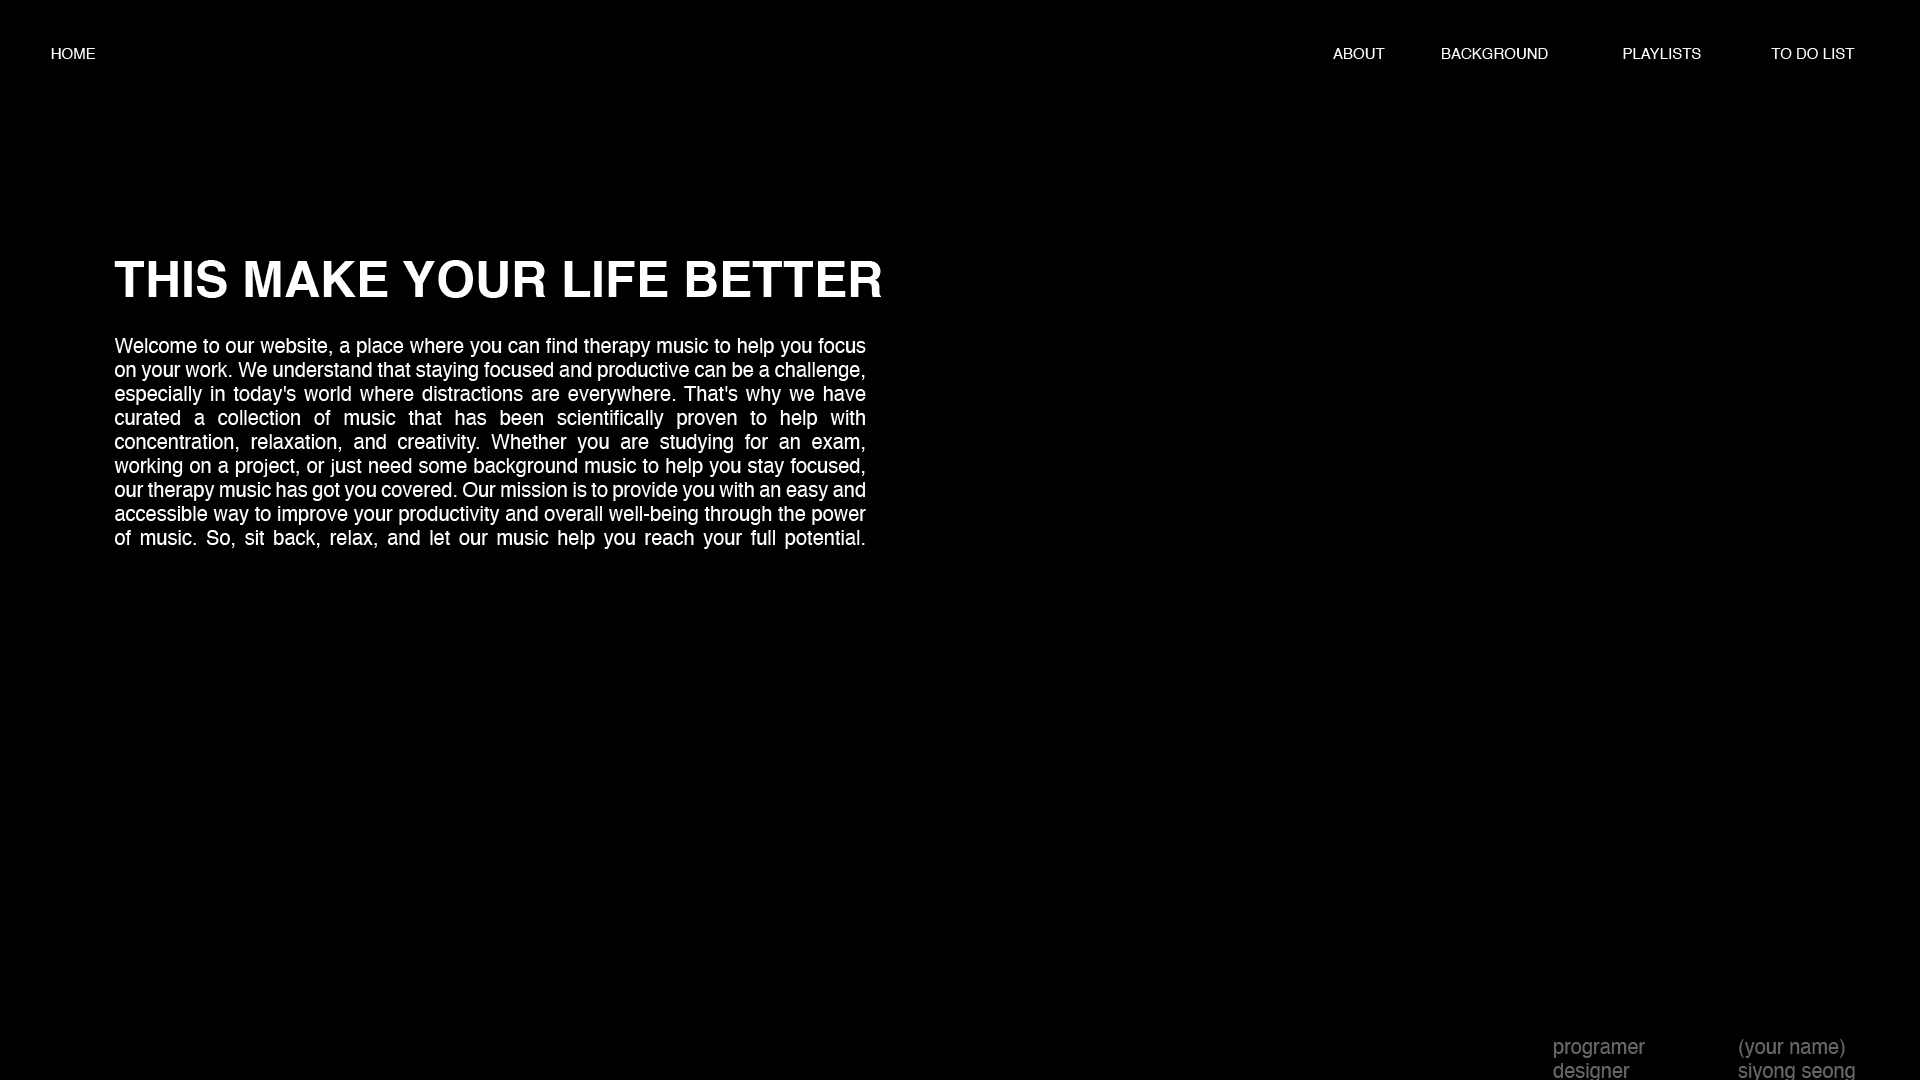 HOME ABOUT BACKGROUND PLAYLISTS TO DO LIST
THIS MAKE YOUR LIFE BETTER
Welcome to our website, a place where you can find therapy music to help you focus
on your work. We understand that staying focused and productive can be a challenge,
especially in today's world where distractions are everywhere. That's why we have
curated a collection of music that has been scientifically proven to help with
concentration, relaxation, and creativity. Whether you are studying for an exam,
working on a project, or just need some background music to help you stay focused,
our therapy music has got you covered. Our mission is to provide you with an easy and
accessible way to improve your productivity and overall well-being through the power
of music. So, sit back, relax, and let our music help you reach your full potential.
programer (your name)
designer siyong seong